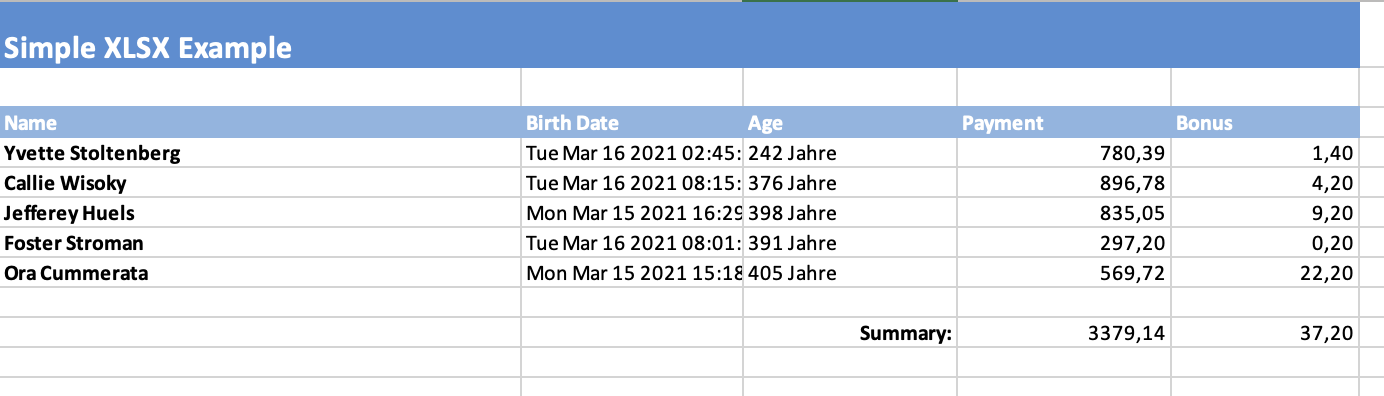 Simple XLSX Example
Name Birth Date Age Payment Bonus
Yvette Stoltenberg Tue Mar 16 2021 02:45: 242 Jahre 780,39 1,40
Callie Wisoky Tue Mar 16 2021 08:15: 376 Jahre 896,78 4,20
Jefferey Huels Mon Mar 15 2021 16:29 398 Jahre 835,05 9,20
Foster Stroman Tue Mar 16 2021 08:01: 391 Jahre 297,20 0,20
Ora Cummerata Mon Mar 15 2021 15:18 405 Jahre 569,72 22,20
Summary: 3379,14 37,20